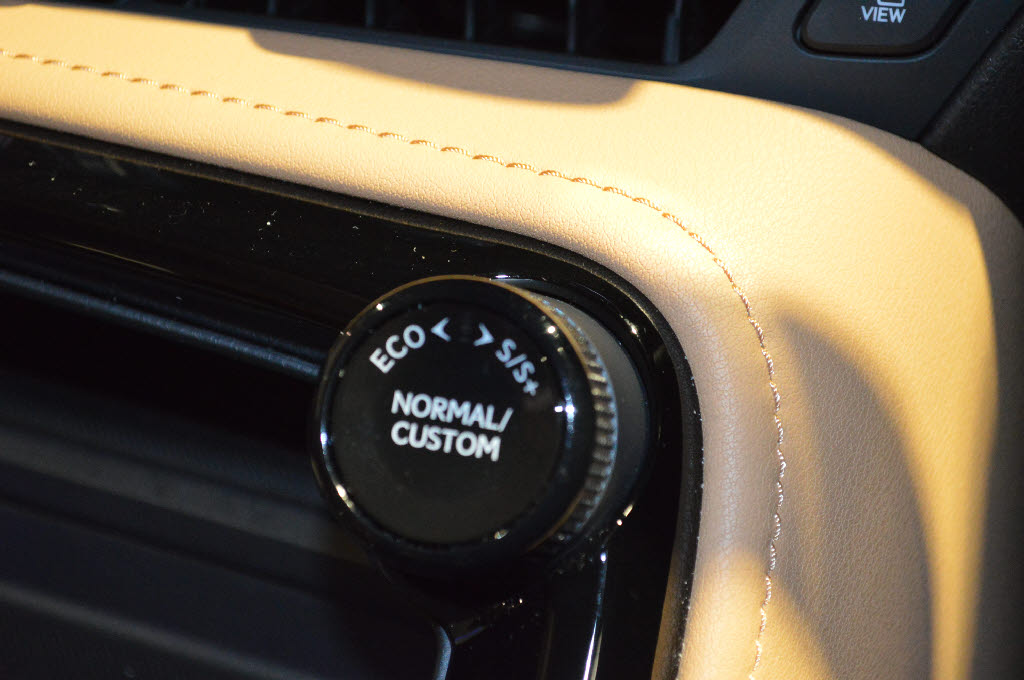 VIEW
ECO < > S/S+
NORMAL/
CUSTOM